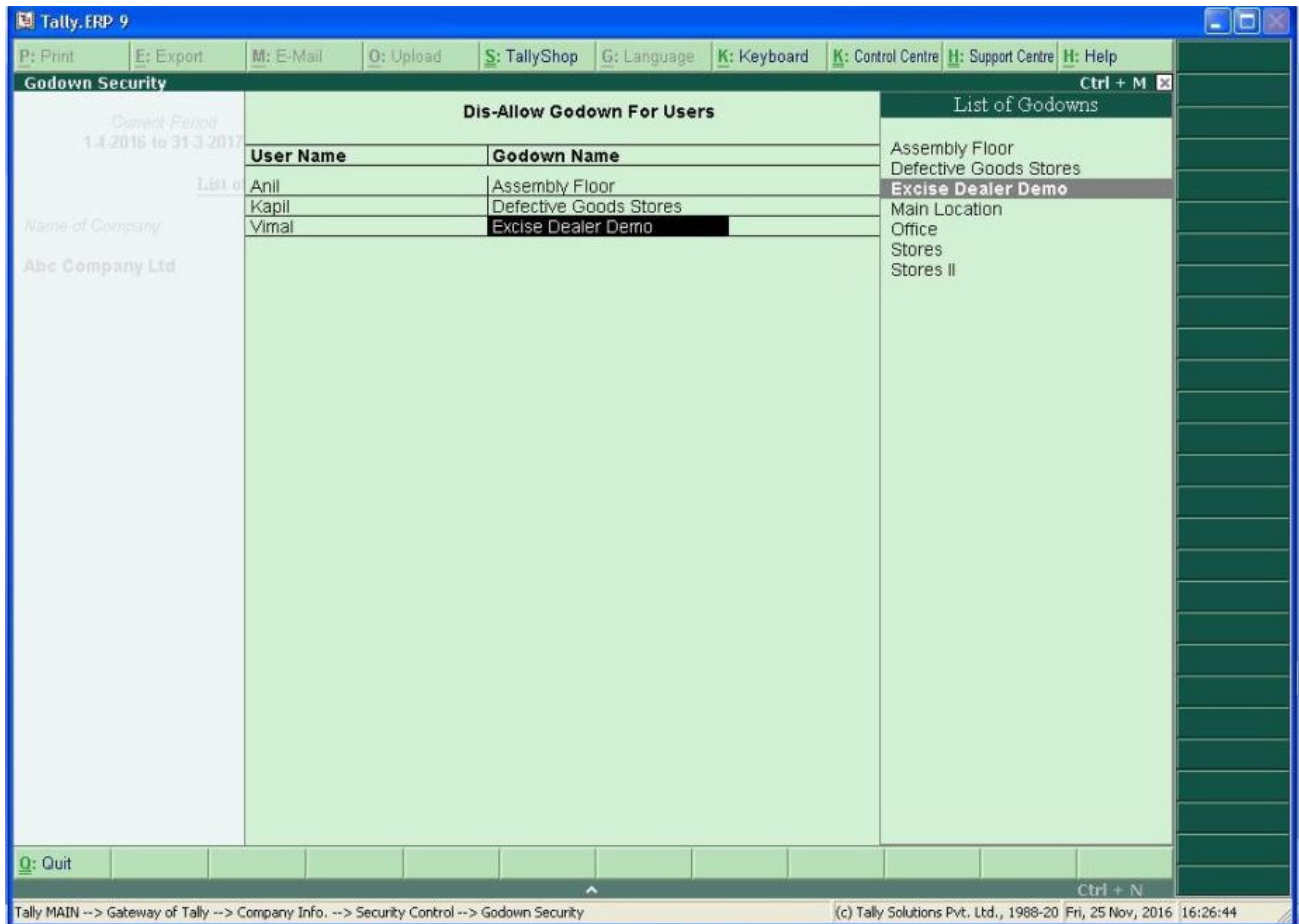 Tally.ERP 9
P: Print E: Export M: E-Mail O: Upload S: TallyShop G: Language K: Keyboard K: Control Centre H: Support Centre H: Help
Godown Security Ctrl + M
Dis-Allow Godown For Users
User Name Godown Name
Anil Assembly Floor
Kapil Defective Goods Stores
Vimal Excise Dealer Demo
List of Godowns
Assembly Floor
Defective Goods Stores
Excise Dealer Demo
Main Location
Office
Stores
Stores II
Current Period
1-4-2016 to 31-3-2017
List o
Name of Company
Abc Company Ltd
Q: Quit
Ctrl + N
Tally MAIN --> Gateway of Tally --> Company Info. --> Security Control --> Godown Security (c) Tally Solutions Pvt. Ltd., 1988-20 Fri, 25 Nov, 2016 16:26:44